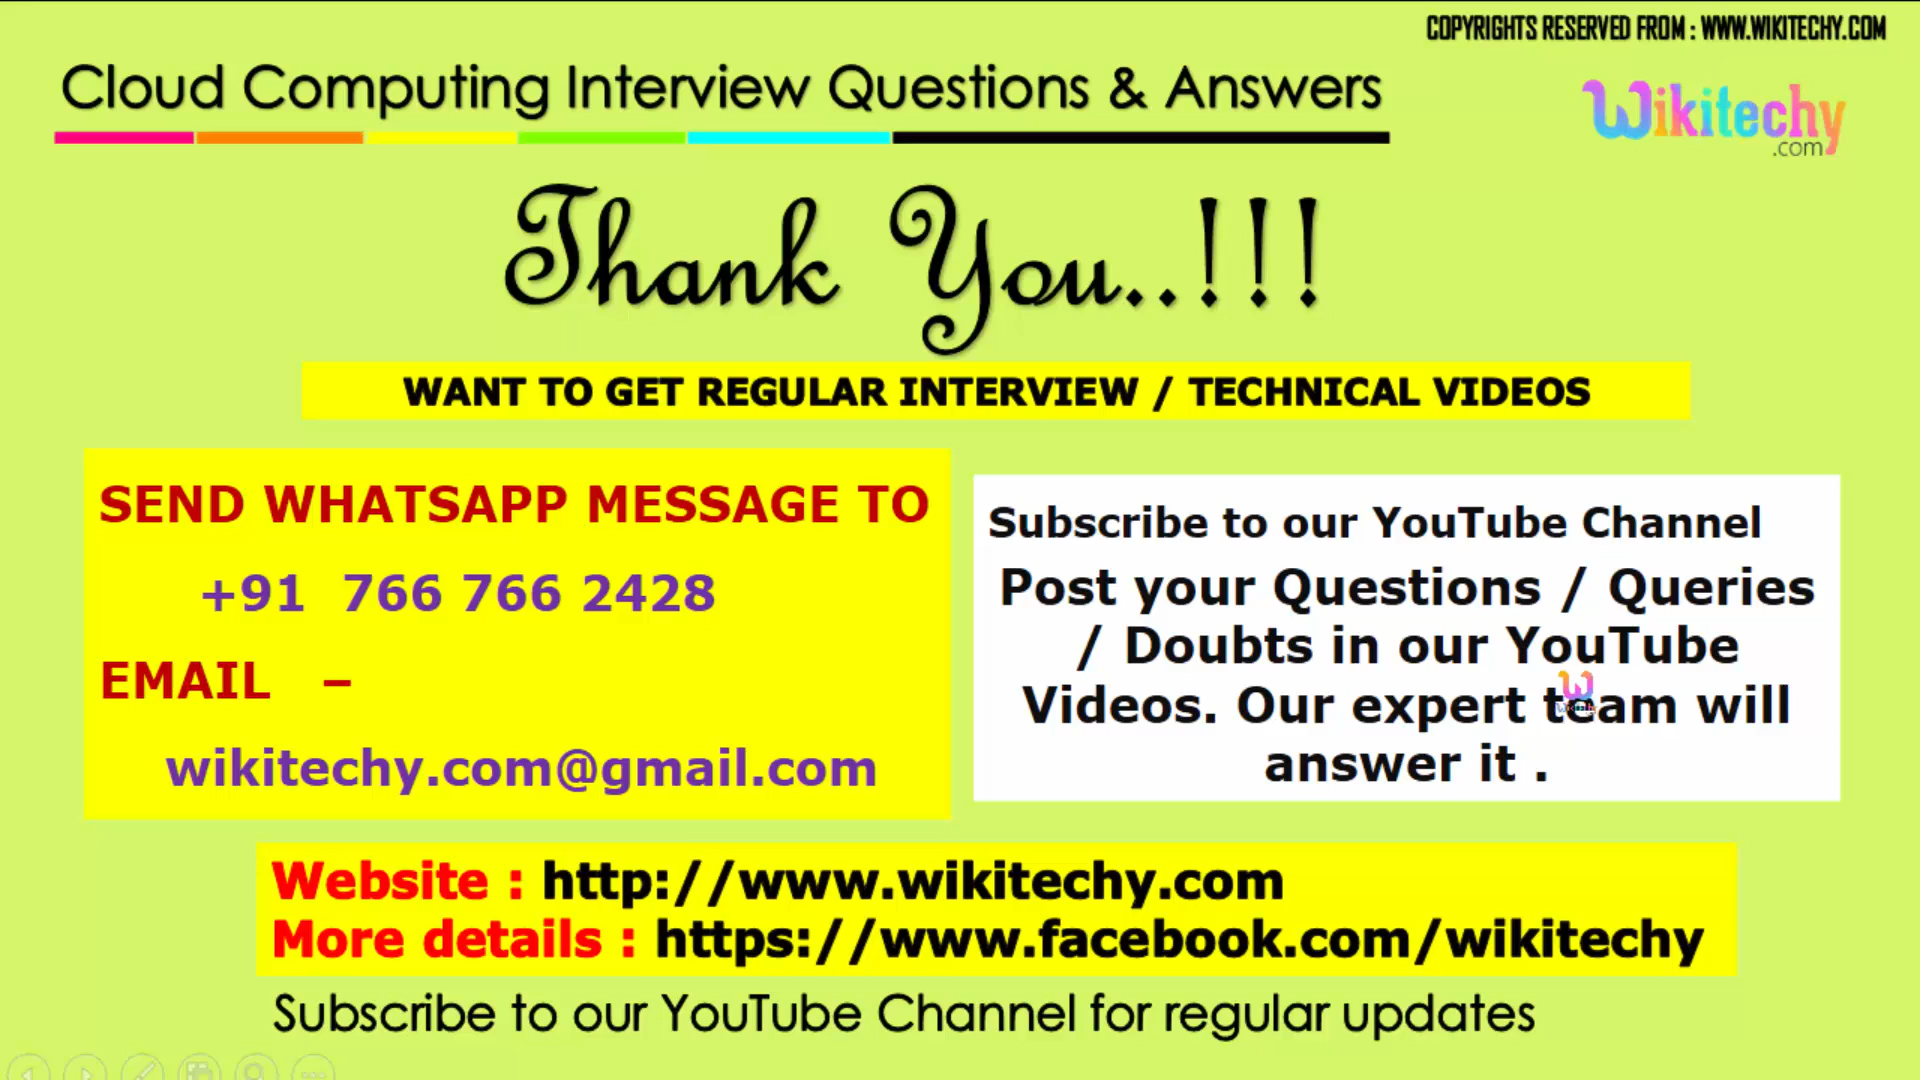 COPYRIGHTS RESERVED FROM : WWW.WIKITECHY.COM
Cloud Computing Interview Questions & Answers
Wikitechy
.com
Thank You..!!!
WANT TO GET REGULAR INTERVIEW / TECHNICAL VIDEOS
SEND WHATSAPP MESSAGE TO
+91 766 766 2428
EMAIL –
wikitechy.com@gmail.com
Subscribe to our YouTube Channel
Post your Questions / Queries
/ Doubts in our YouTube
Videos. Our expert team will
answer it .
Website : http://www.wikitechy.com
More details : https://www.facebook.com/wikitechy
Subscribe to our YouTube Channel for regular updates